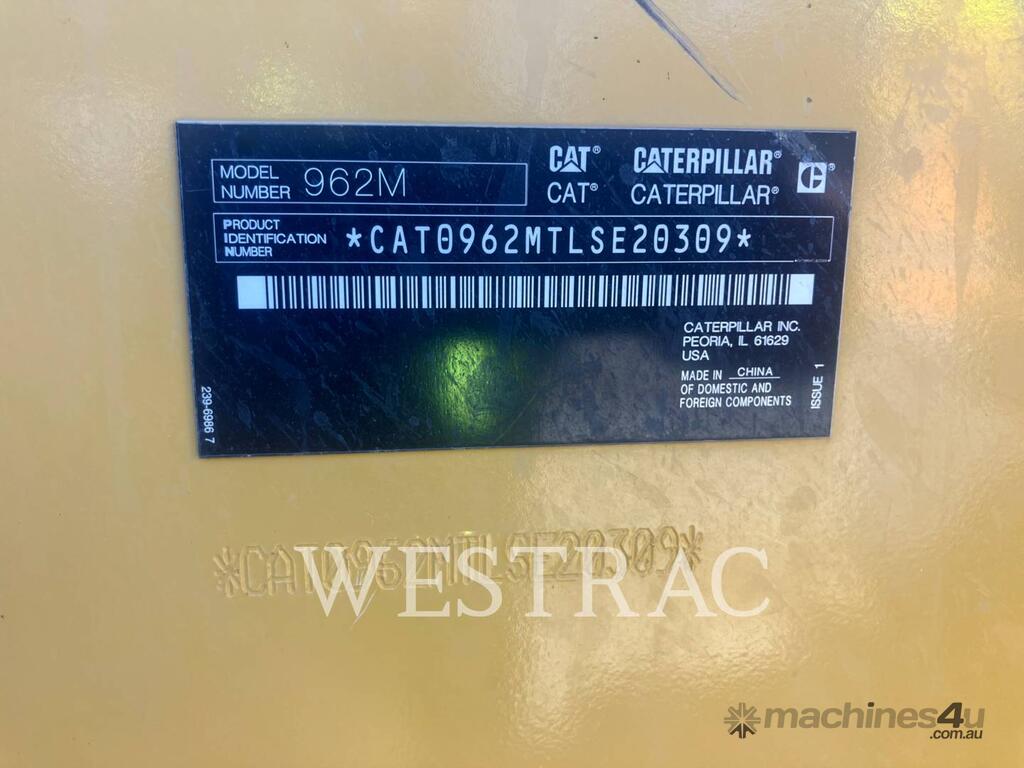 MODEL NUMBER 962M
CAT® CATERPILLAR®
CAT® CATERPILLAR®
PRODUCT IDENTIFICATION NUMBER *CAT0962MTLSE20309*
CATERPILLAR INC.
PEORIA, IL 61629
USA
MADE IN CHINA
OF DOMESTIC AND
FOREIGN COMPONENTS
ISSUE 1
239-6986 7
*CAT0962MTLSE20309*
WESTRAC
machines4u
.com.au